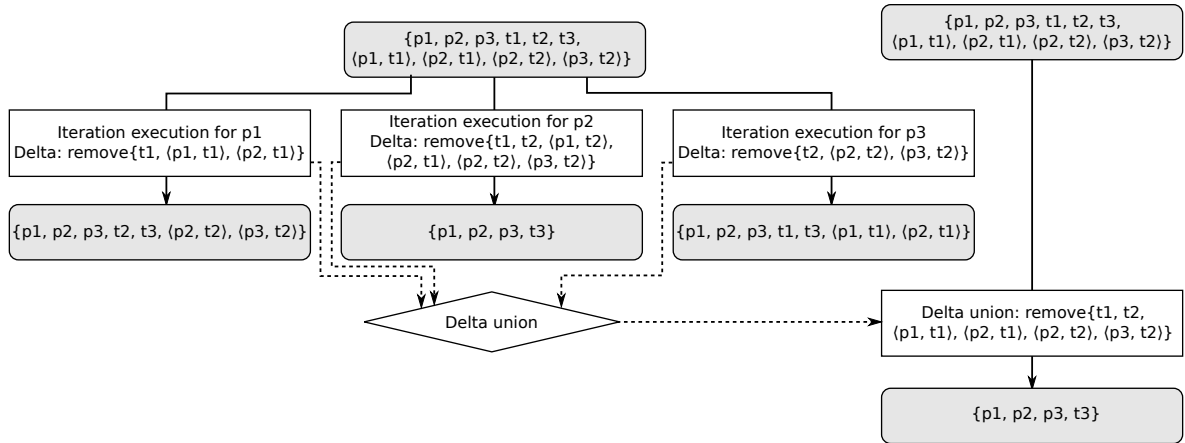 {p1, p2, p3, t1, t2, t3,
⟨p1, t1⟩, ⟨p2, t1⟩, ⟨p2, t2⟩, ⟨p3, t2⟩}
{p1, p2, p3, t1, t2, t3,
⟨p1, t1⟩, ⟨p2, t1⟩, ⟨p2, t2⟩, ⟨p3, t2⟩}
Iteration execution for p1
Delta: remove{t1, ⟨p1, t1⟩, ⟨p2, t1⟩}
Iteration execution for p2
Delta: remove{t1, t2, ⟨p1, t2⟩,
⟨p2, t1⟩, ⟨p2, t2⟩, ⟨p3, t2⟩}
Iteration execution for p3
Delta: remove{t2, ⟨p2, t2⟩, ⟨p3, t2⟩}
{p1, p2, p3, t2, t3, ⟨p2, t2⟩, ⟨p3, t2⟩}
{p1, p2, p3, t3}
{p1, p2, p3, t1, t3, ⟨p1, t1⟩, ⟨p2, t1⟩}
Delta union
Delta union: remove{t1, t2,
⟨p1, t1⟩, ⟨p2, t1⟩, ⟨p2, t2⟩, ⟨p3, t2⟩}
{p1, p2, p3, t3}